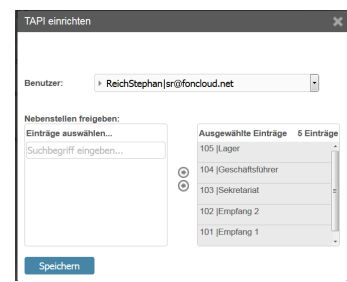 TAPI einrichten
Benutzer: ReichStephan|sr@foncloud.net
Nebenstellen freigeben:
Einträge auswählen... Ausgewählte Einträge 5 Einträge
Suchbegriff eingeben...
105 |Lager
104 |Geschäftsführer
103 |Sekretariat
102 |Empfang 2
101 |Empfang 1
Speichern